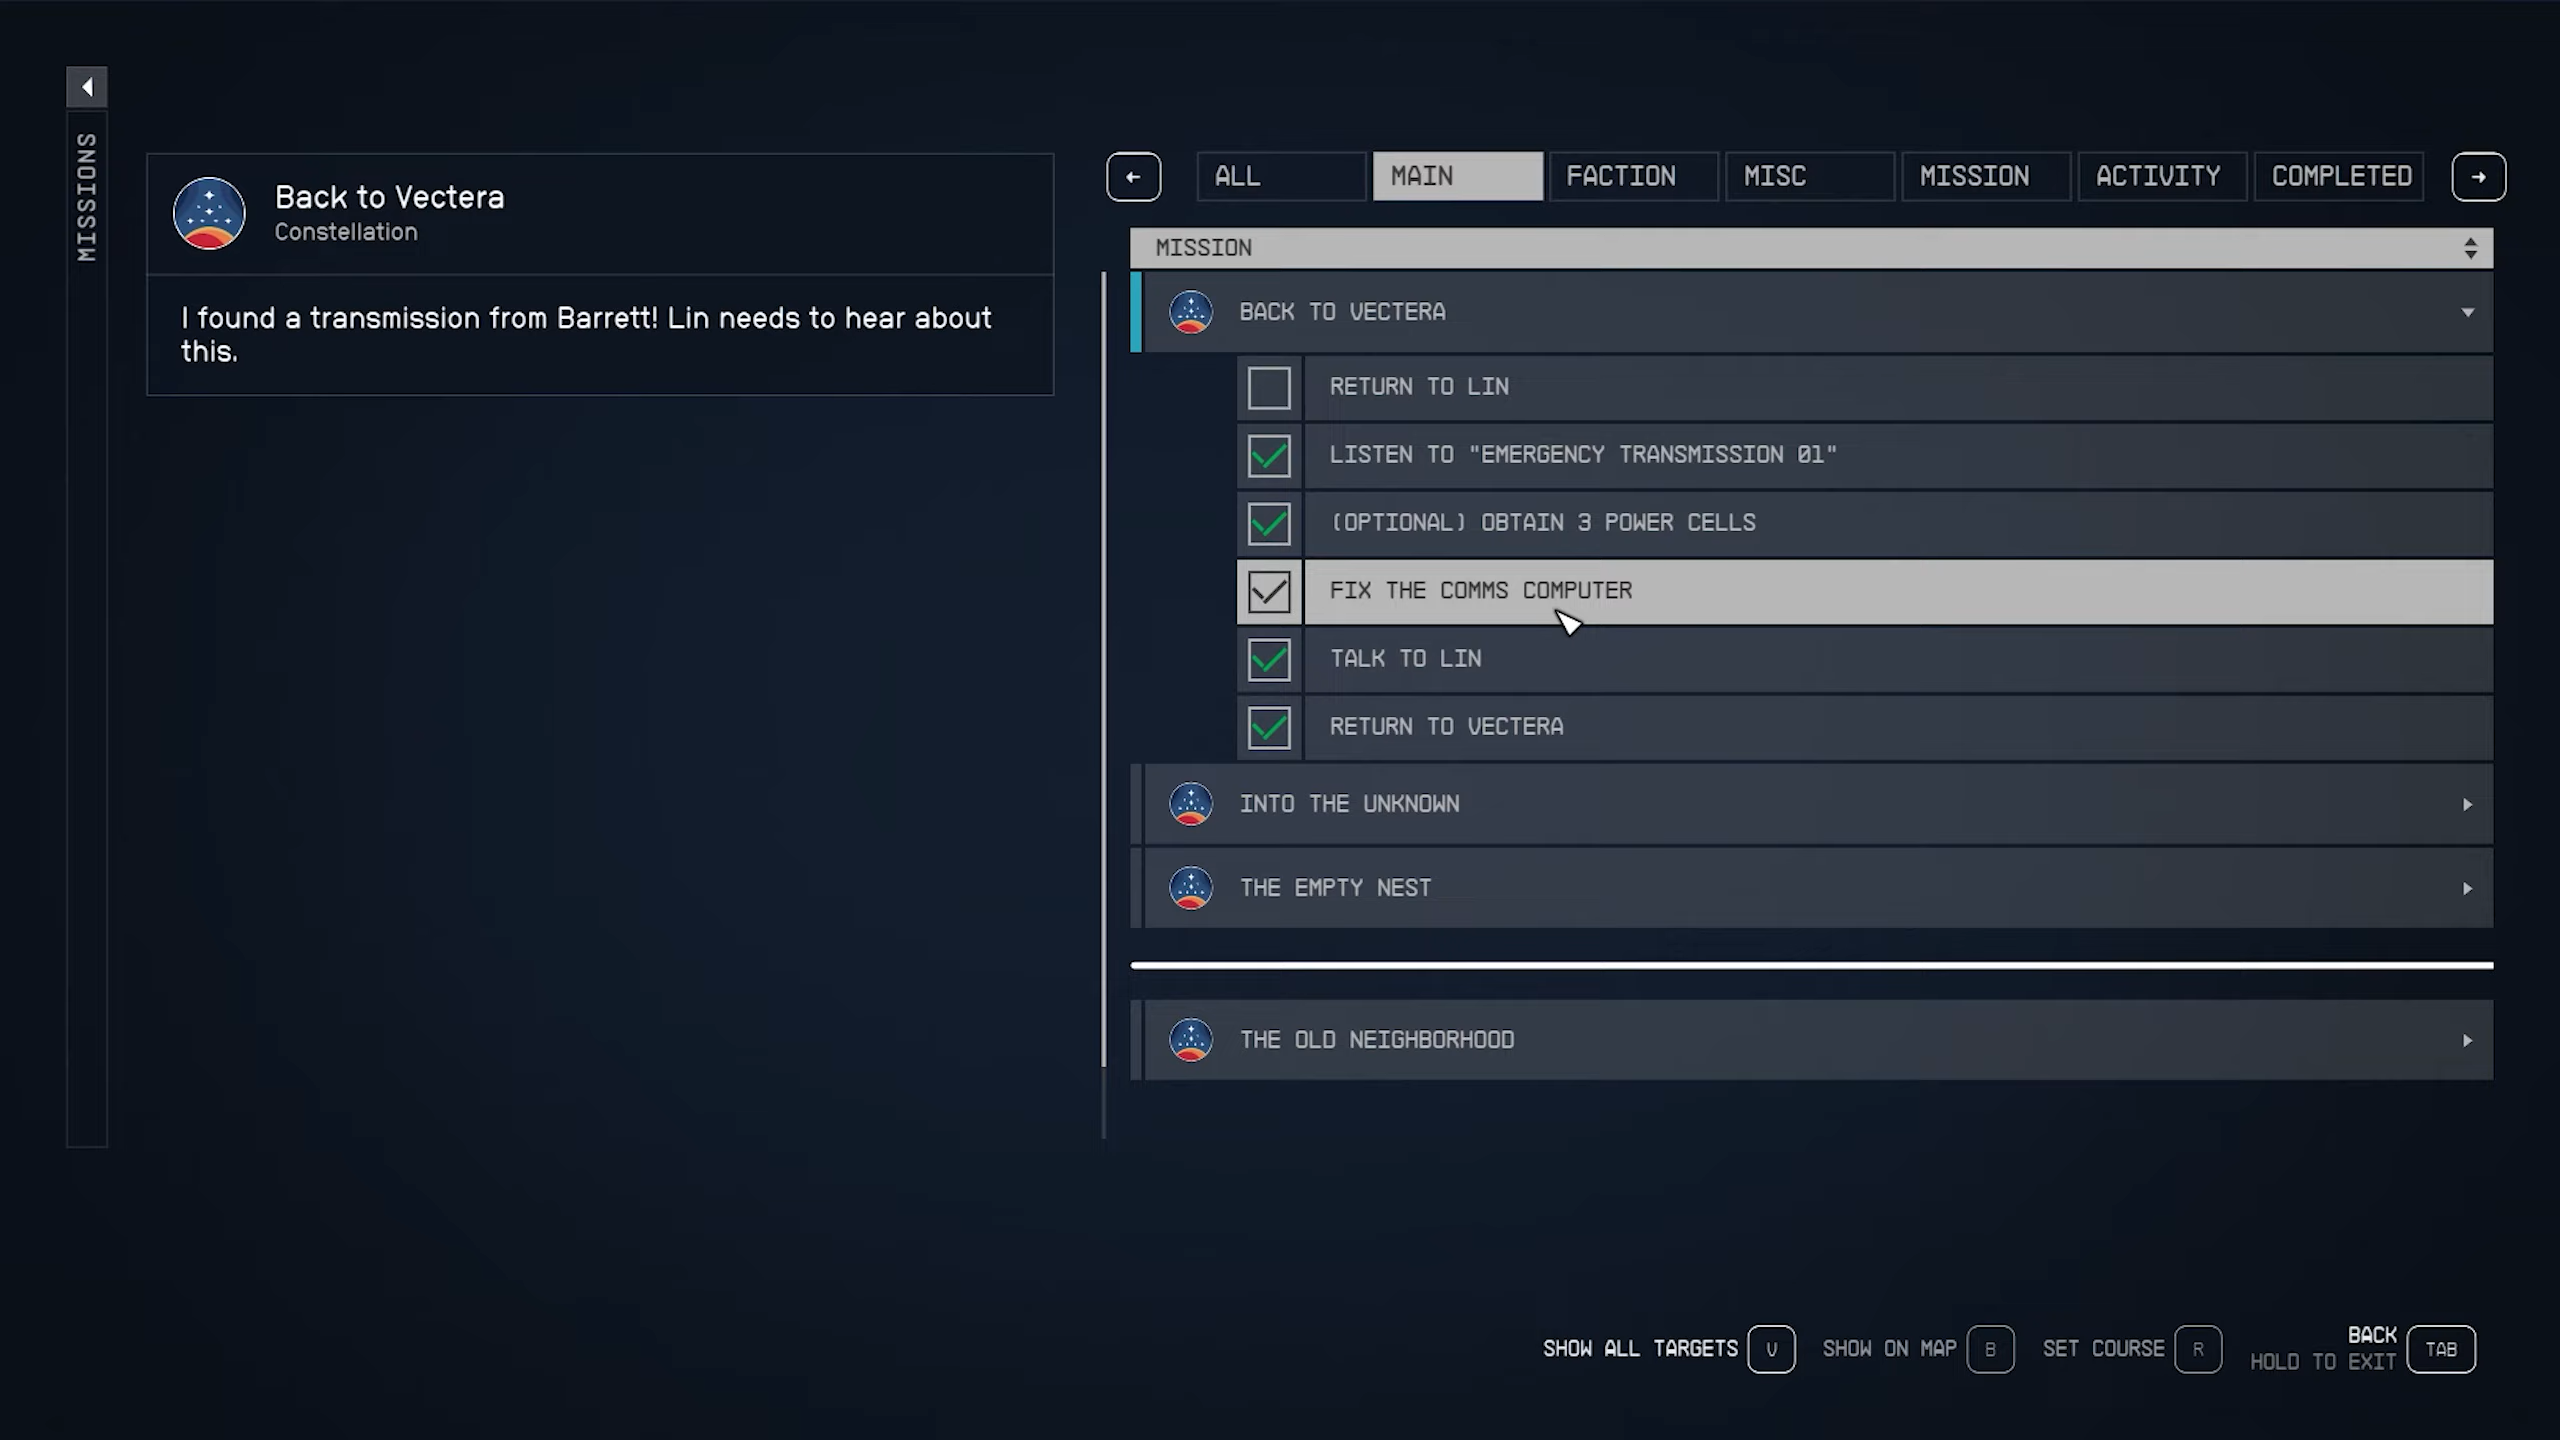 MISSIONS
Back to Vectera
Constellation
I found a transmission from Barrett! Lin needs to hear about
this.
ALL
MAIN
FACTION
MISC
MISSION
ACTIVITY
COMPLETED
MISSION
BACK TO VECTERA
RETURN TO LIN
LISTEN TO "EMERGENCY TRANSMISSION 01"
(OPTIONAL) OBTAIN 3 POWER CELLS
FIX THE COMMS COMPUTER
TALK TO LIN
RETURN TO VECTERA
INTO THE UNKNOWN
THE EMPTY NEST
THE OLD NEIGHBORHOOD
SHOW ALL TARGETS V
SHOW ON MAP B
SET COURSE R
BACK
HOLD TO EXIT
TAB